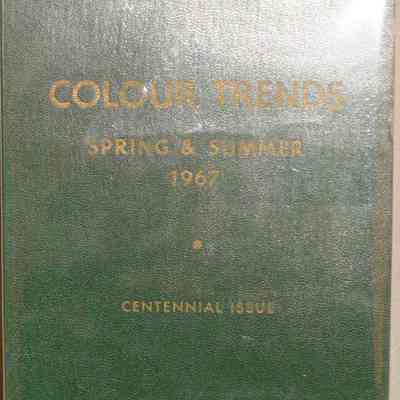 COLOUR TRENDS
SPRING & SUMMER
1967
CENTENNIAL ISSUE